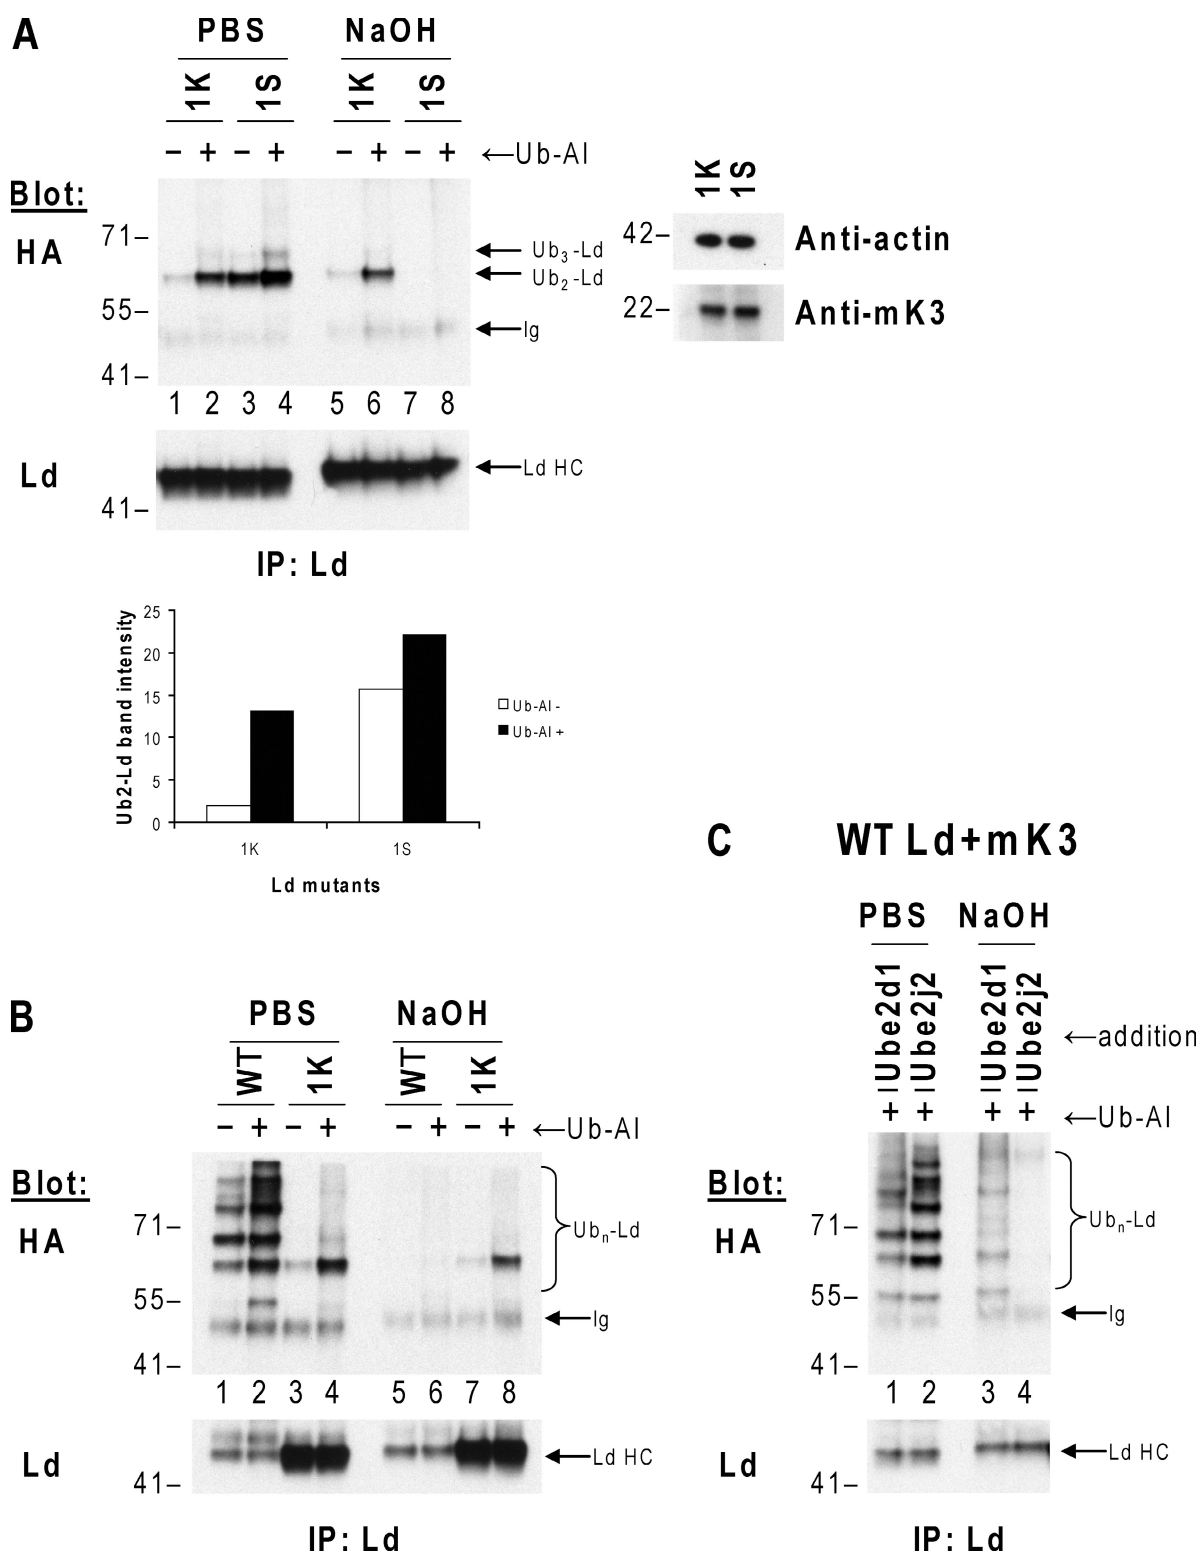 A
PBS NaOH
1K 1S 1K 1S
− + − + − + − + ←Ub-Al
Blot:
HA
71–
55–
41–
Ub3-Ld
Ub2-Ld
Ig
1 2 3 4 5 6 7 8
Ld
41–
Ld HC
IP: Ld
1K 1S
42– Anti-actin
22– Anti-mK3
Ub2-Ld band intensity
25
20
15
10
5
0
1K 1S
Ld mutants
Ub-Al -
Ub-Al +
B
PBS NaOH
WT 1K WT 1K
− + − + − + − + ←Ub-Al
Blot:
HA
71–
55–
41–
Ubn-Ld
Ig
1 2 3 4 5 6 7 8
Ld
41–
Ld HC
IP: Ld
C WT Ld+mK3
PBS NaOH
Ube2d1 Ube2j2 Ube2d1 Ube2j2 ←addition
+ + + + ←Ub-Al
Blot:
HA
71–
55–
41–
Ubn-Ld
Ig
1 2 3 4
Ld
41–
Ld HC
IP: Ld